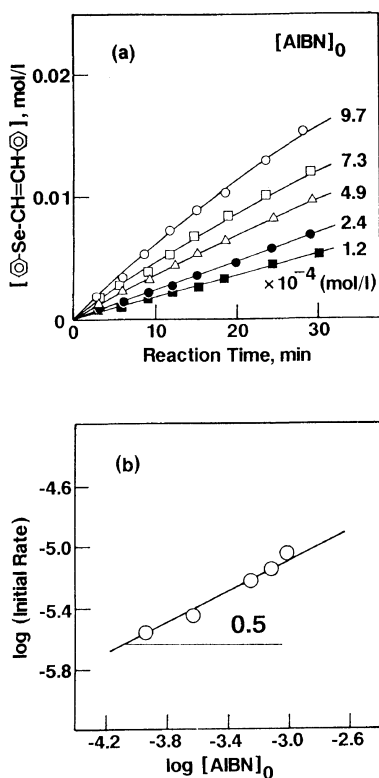 (a)
[AIBN]₀
[⌬-Se-CH=CH-⌬], mol/l
0.02
0.01
0
9.7
7.3
4.9
2.4
1.2
×10⁻⁴ (mol/l)
0 10 20 30
Reaction Time, min
(b)
log (Initial Rate)
-4.6
-5.0
-5.4
-5.8
0.5
-4.2 -3.8 -3.4 -3.0 -2.6
log [AIBN]₀